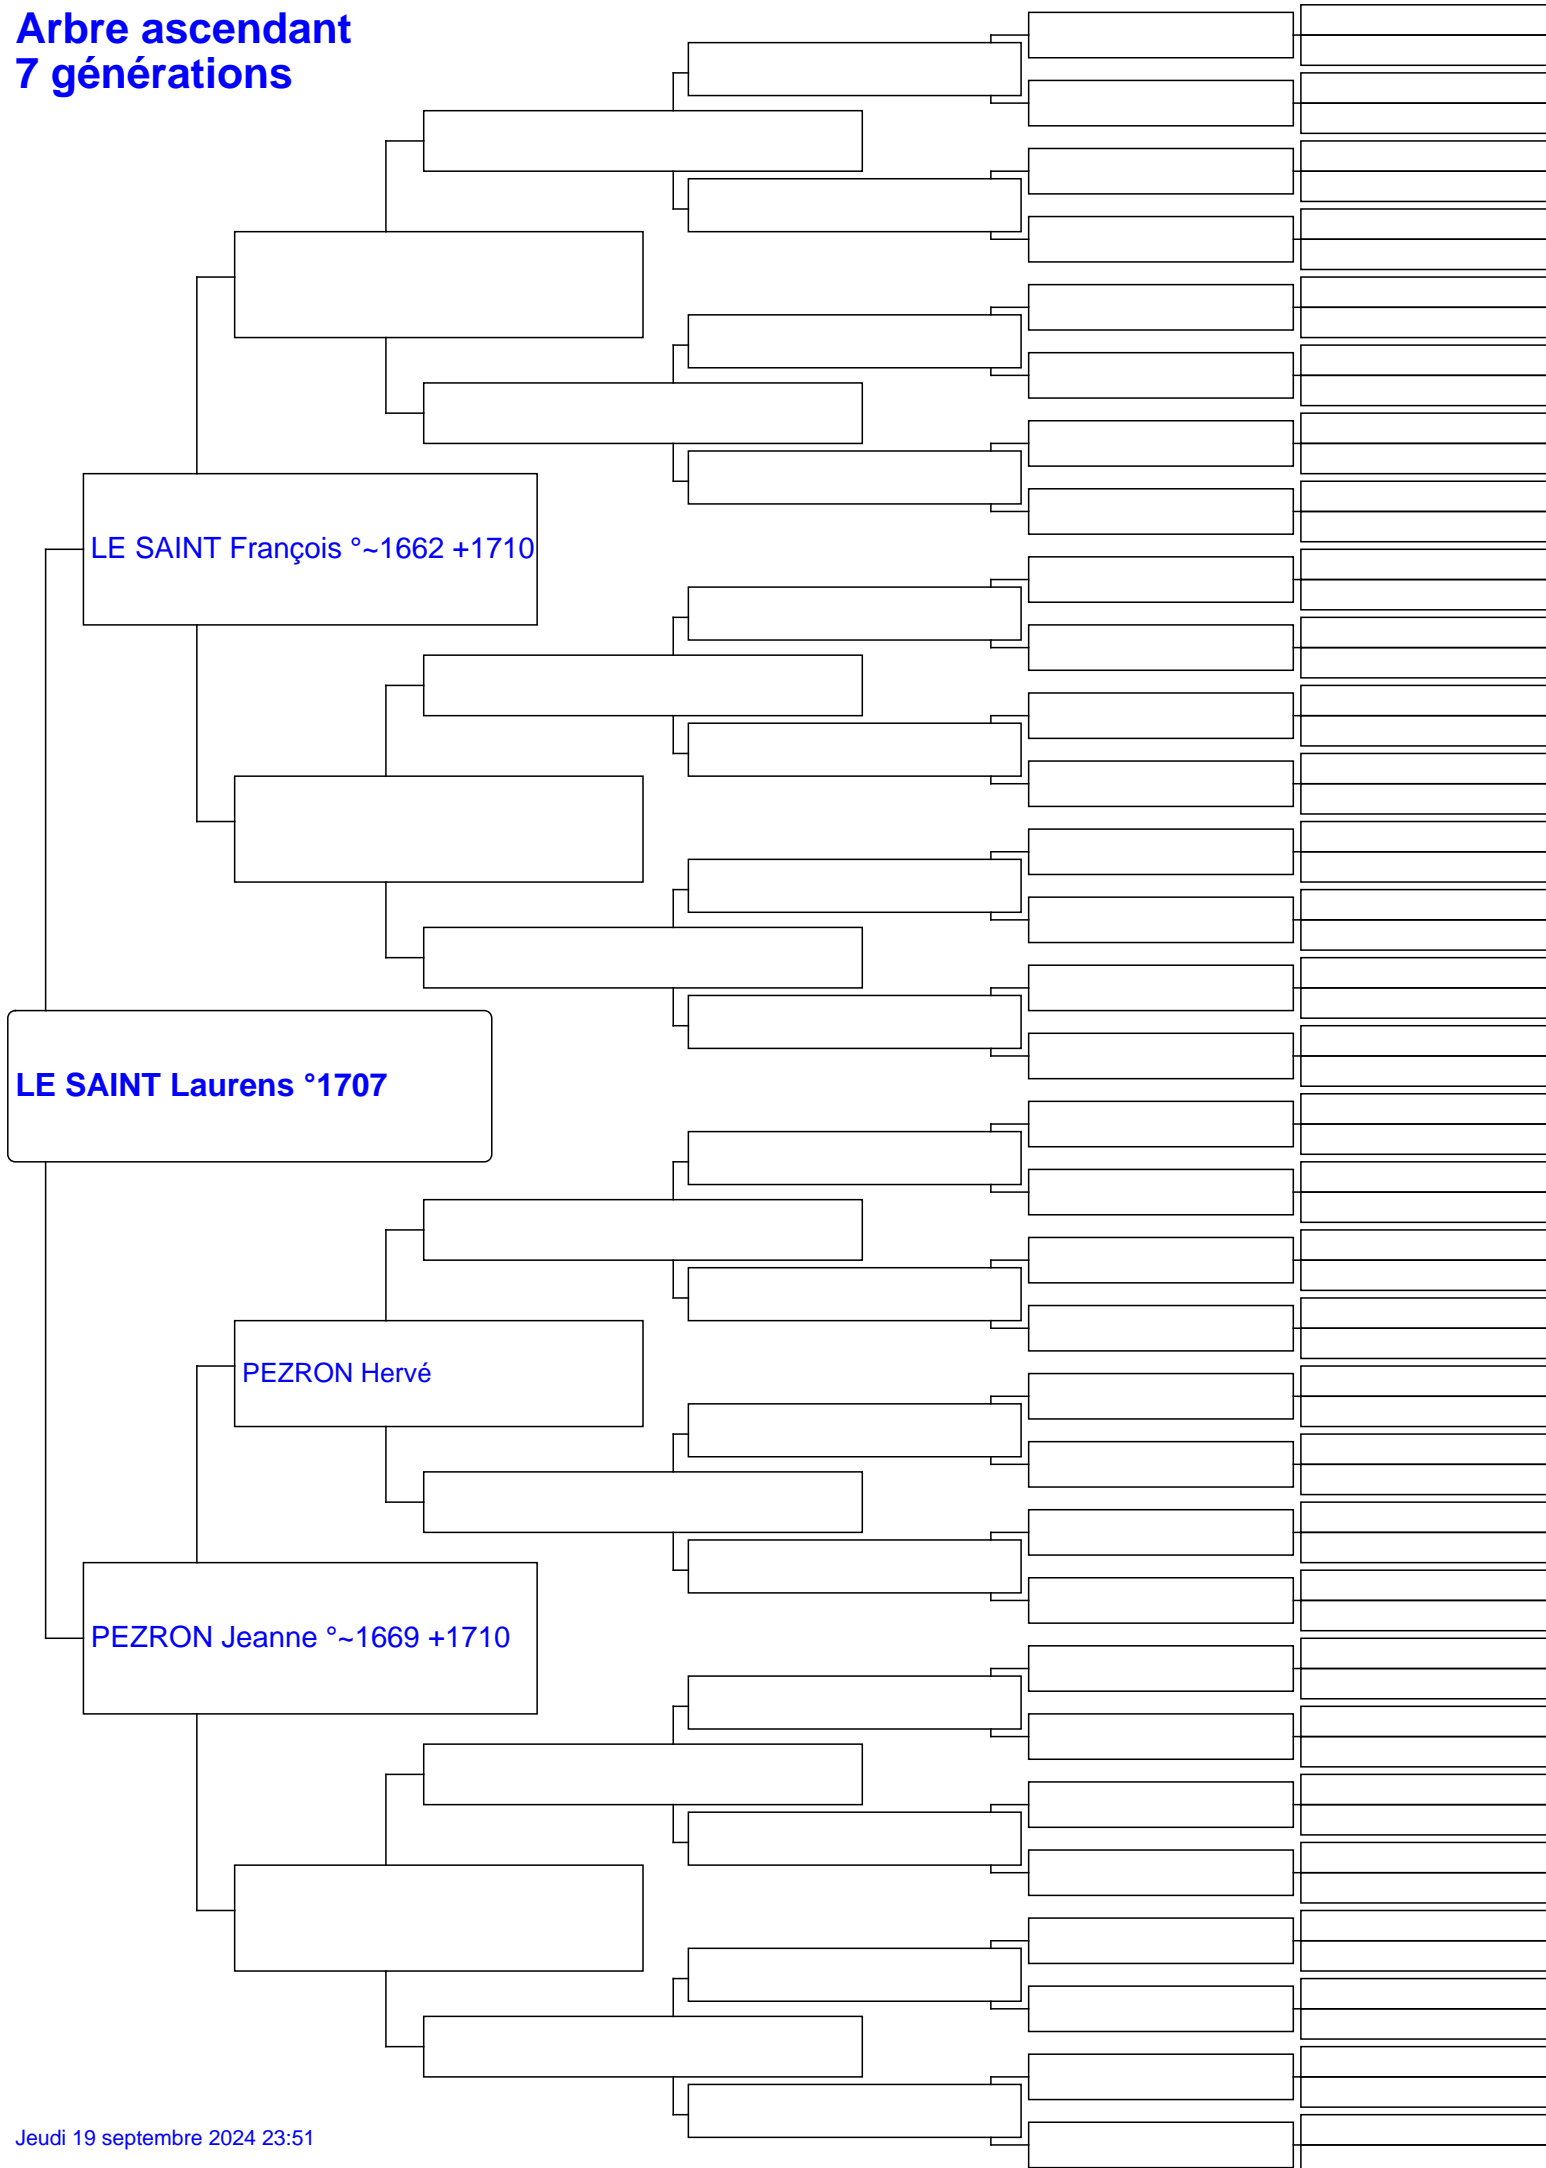 Arbre ascendant
7 générations
LE SAINT François °~1662 +1710
LE SAINT Laurens °1707
PEZRON Hervé
PEZRON Jeanne °~1669 +1710
Jeudi 19 septembre 2024 23:51